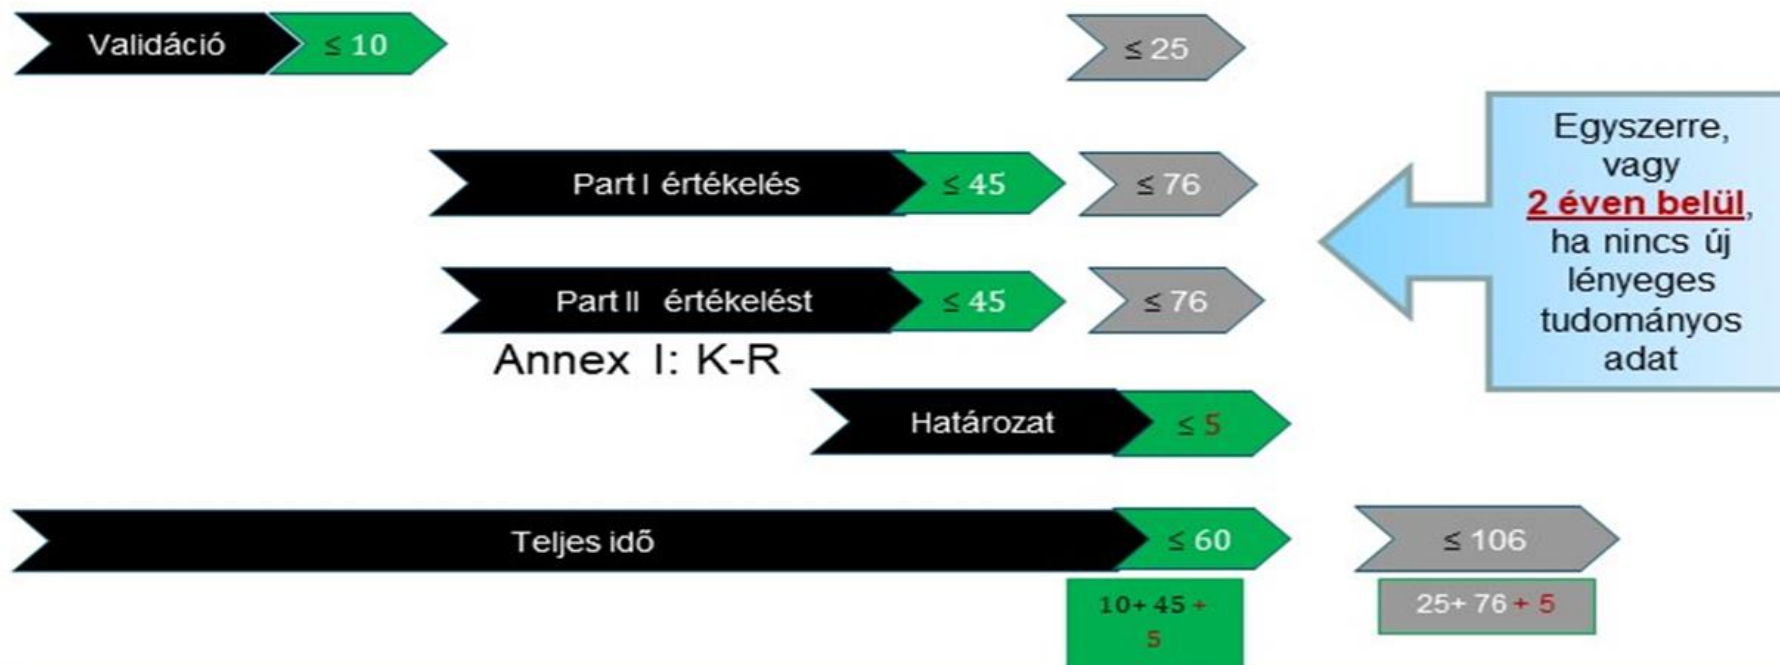 Validáció ≤ 10 ≤ 25
Part I értékelés ≤ 45 ≤ 76
Part II értékelést ≤ 45 ≤ 76
Annex I: K-R
Határozat ≤ 5
Teljes idő ≤ 60 ≤ 106
10+ 45 +
5
25+ 76 + 5
Egyszerre,
vagy
2 éven belül,
ha nincs új
lényeges
tudományos
adat